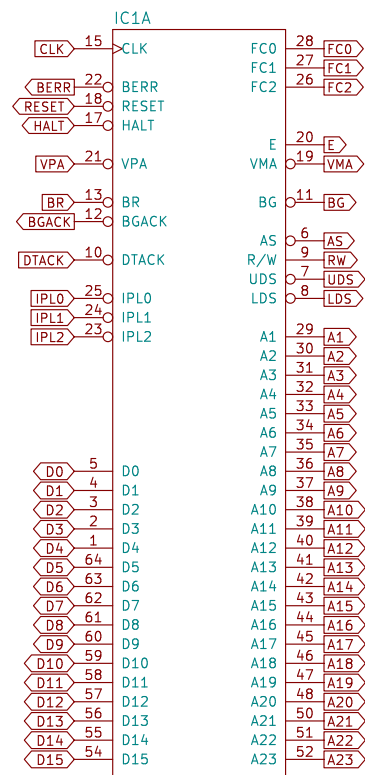 IC1A
CLK 15 CLK FC0 28 FC0
FC1 27 FC1
BERR 22 BERR FC2 26 FC2
RESET 18 RESET
HALT 17 HALT
E 20 E
VPA 21 VPA VMA 19 VMA
BR 13 BR BG 11 BG
BGACK 12 BGACK
AS 6 AS
DTACK 10 DTACK R/W 9 RW
UDS 7 UDS
IPL0 25 IPL0 LDS 8 LDS
IPL1 24 IPL1
IPL2 23 IPL2 A1 29 A1
A2 30 A2
A3 31 A3
A4 32 A4
A5 33 A5
A6 34 A6
A7 35 A7
D0 5 D0 A8 36 A8
D1 4 D1 A9 37 A9
D2 3 D2 A10 38 A10
D3 2 D3 A11 39 A11
D4 1 D4 A12 40 A12
D5 64 D5 A13 41 A13
D6 63 D6 A14 42 A14
D7 62 D7 A15 43 A15
D8 61 D8 A16 44 A16
D9 60 D9 A17 45 A17
D10 59 D10 A18 46 A18
D11 58 D11 A19 47 A19
D12 57 D12 A20 48 A20
D13 56 D13 A21 50 A21
D14 55 D14 A22 51 A22
D15 54 D15 A23 52 A23